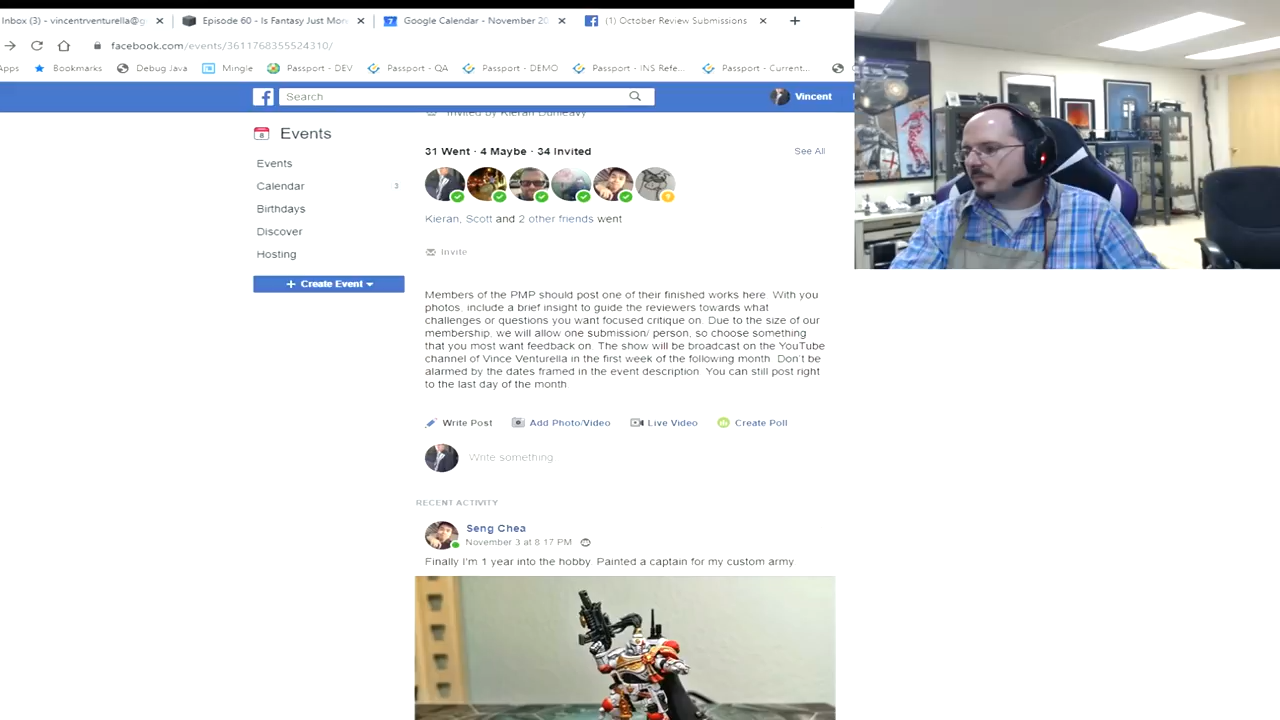 Inbox (3) - vincentrventurella@g
Episode 60 - Is Fantasy Just Mor
Google Calendar - November 20
(1) October Review Submissions
facebook.com/events/3611768355524310/
Apps
Bookmarks
Debug Java
Mingle
Passport - DEV
Passport - QA
Passport - DEMO
Passport - INS Refe...
Passport - Current...
Search
Vincent
Invited by Kieran Dunleavy
Events
31 Went · 4 Maybe · 34 Invited
See All
Events
Calendar
3
Birthdays
Discover
Hosting
Kieran, Scott and 2 other friends went
Invite
+ Create Event
Members of the PMP should post one of their finished works here. With you
photos, include a brief insight to guide the reviewers towards what
challenges or questions you want focused critique on. Due to the size of our
membership, we will allow one submission/ person, so choose something
that you most want feedback on. The show will be broadcast on the YouTube
channel of Vince Venturella in the first week of the following month. Don't be
alarmed by the dates framed in the event description. You can still post right
to the last day of the month.
Write Post
Add Photo/Video
Live Video
Create Poll
Write something
RECENT ACTIVITY
Seng Chea
November 3 at 8:17 PM
Finally I'm 1 year into the hobby. Painted a captain for my custom army